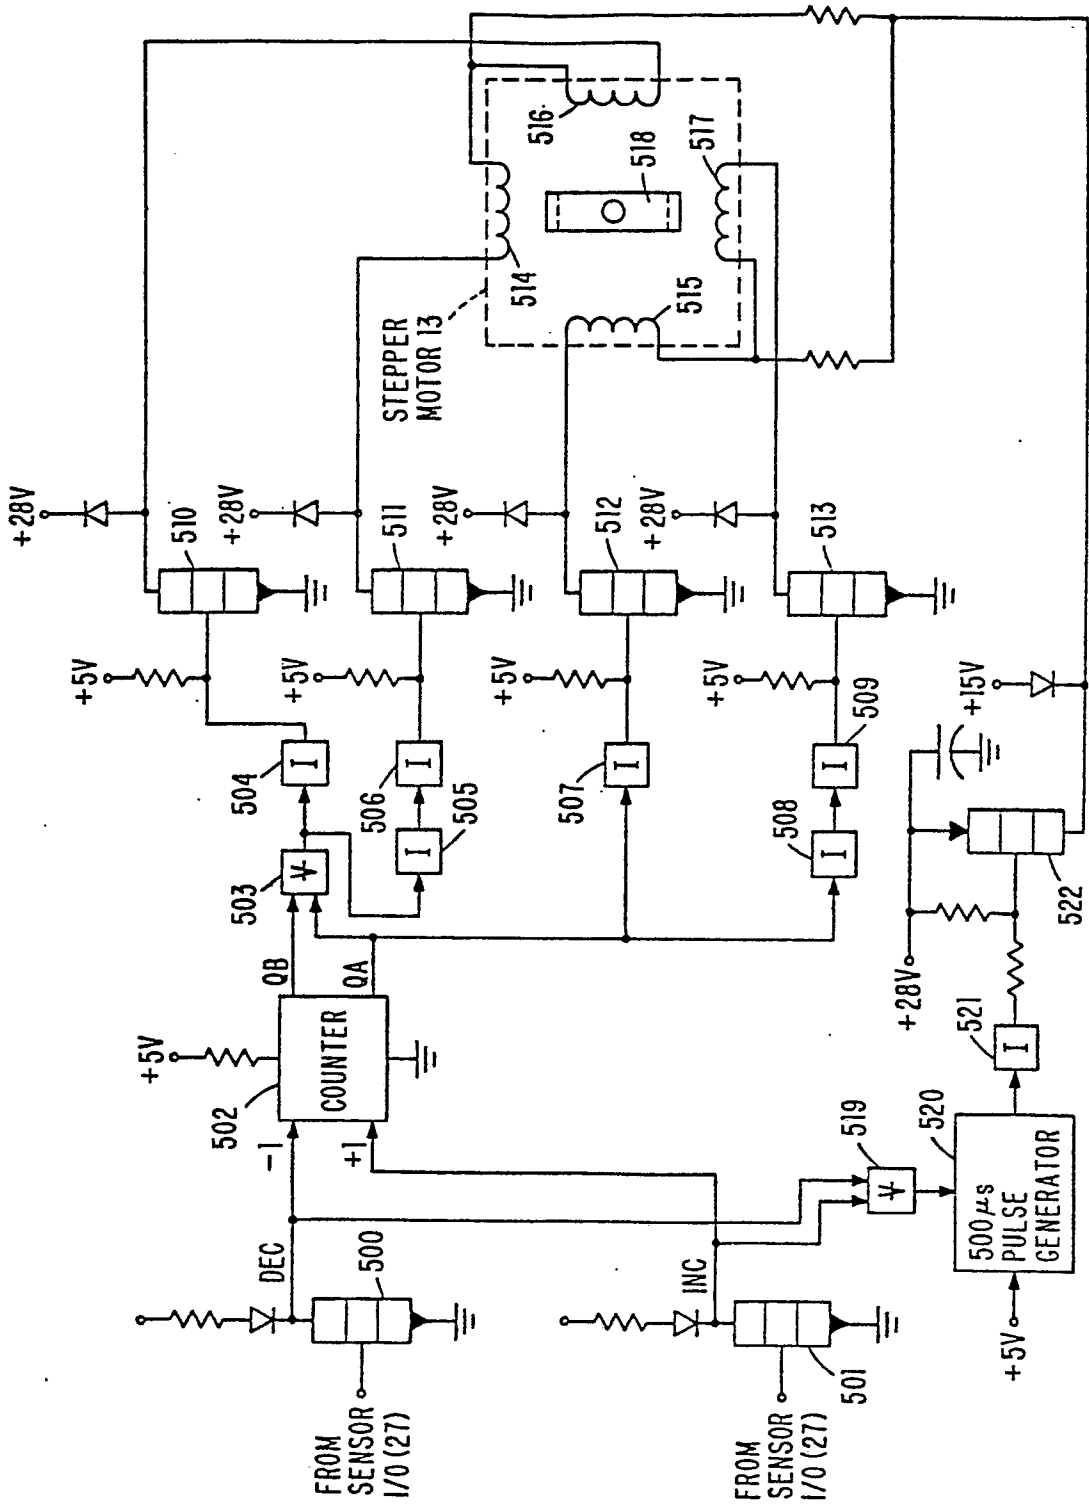 +28V
+5V
+5V
502
503
504
510
-1
QB
DEC
+28V
COUNTER
I
FROM
SENSOR
I/O (27)
500
+1
QA
V
506
+5V
511
I
I
505
STEPPER
MOTOR 13
+28V
+5V
507
512
514
516
I
515
518
+28V
INC
+5V
508
509
517
FROM
SENSOR
I/O (27)
501
519
I
I
513
V
+28V
+15V
520
521
+5V
500μs
PULSE
GENERATOR
I
522